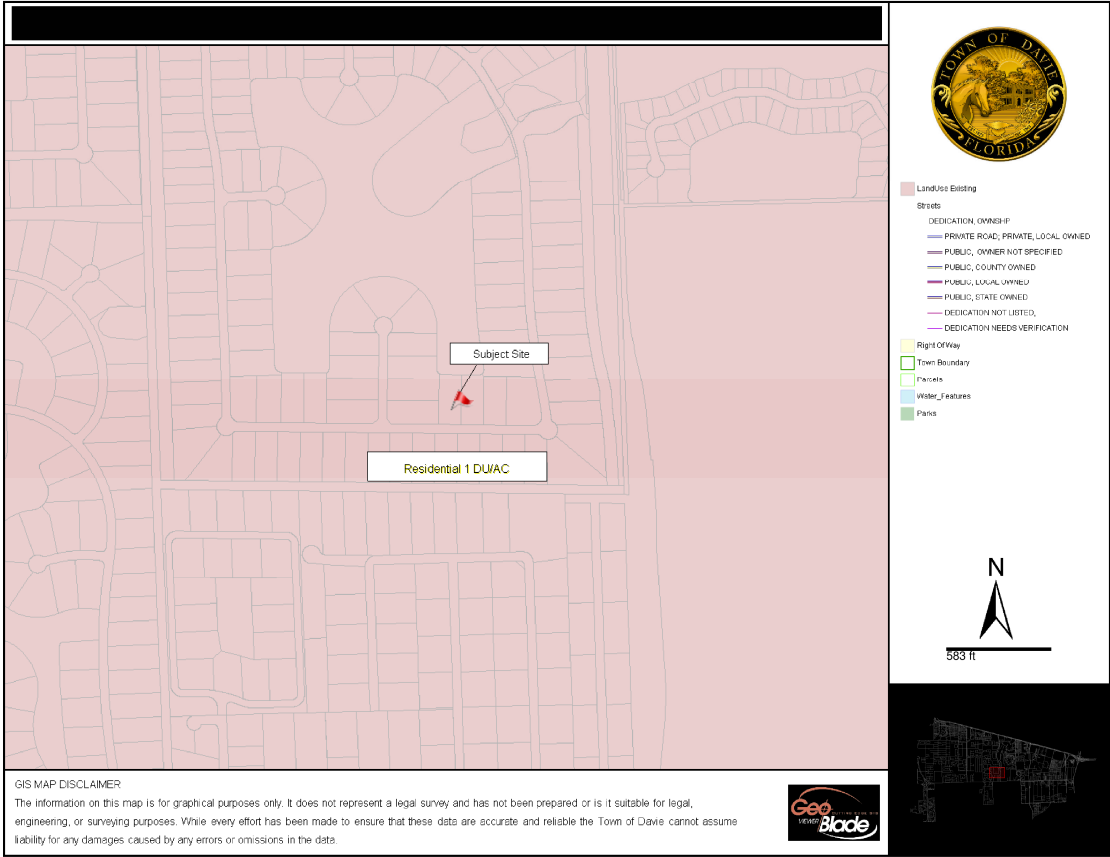 TOWN OF DAVIE
FLORIDA
LandUse Existing
Streets
DEDICATION, OWNSHP
PRIVATE ROAD; PRIVATE, LOCAL OWNED
PUBLIC, OWNER NOT SPECIFIED
PUBLIC, COUNTY OWNED
PUBLIC, LOCAL OWNED
PUBLIC, STATE OWNED
DEDICATION NOT LISTED,
DEDICATION NEEDS VERIFICATION
Right Of Way
Town Boundary
Parcels
Water_Features
Parks
Subject Site
Residential 1 DU/AC
N
583 ft
GIS MAP DISCLAIMER
The information on this map is for graphical purposes only. It does not represent a legal survey and has not been prepared or is it suitable for legal,
engineering, or surveying purposes. While every effort has been made to ensure that these data are accurate and reliable the Town of Davie cannot assume
liability for any damages caused by any errors or omissions in the data.
Geo
VIEWER Blade